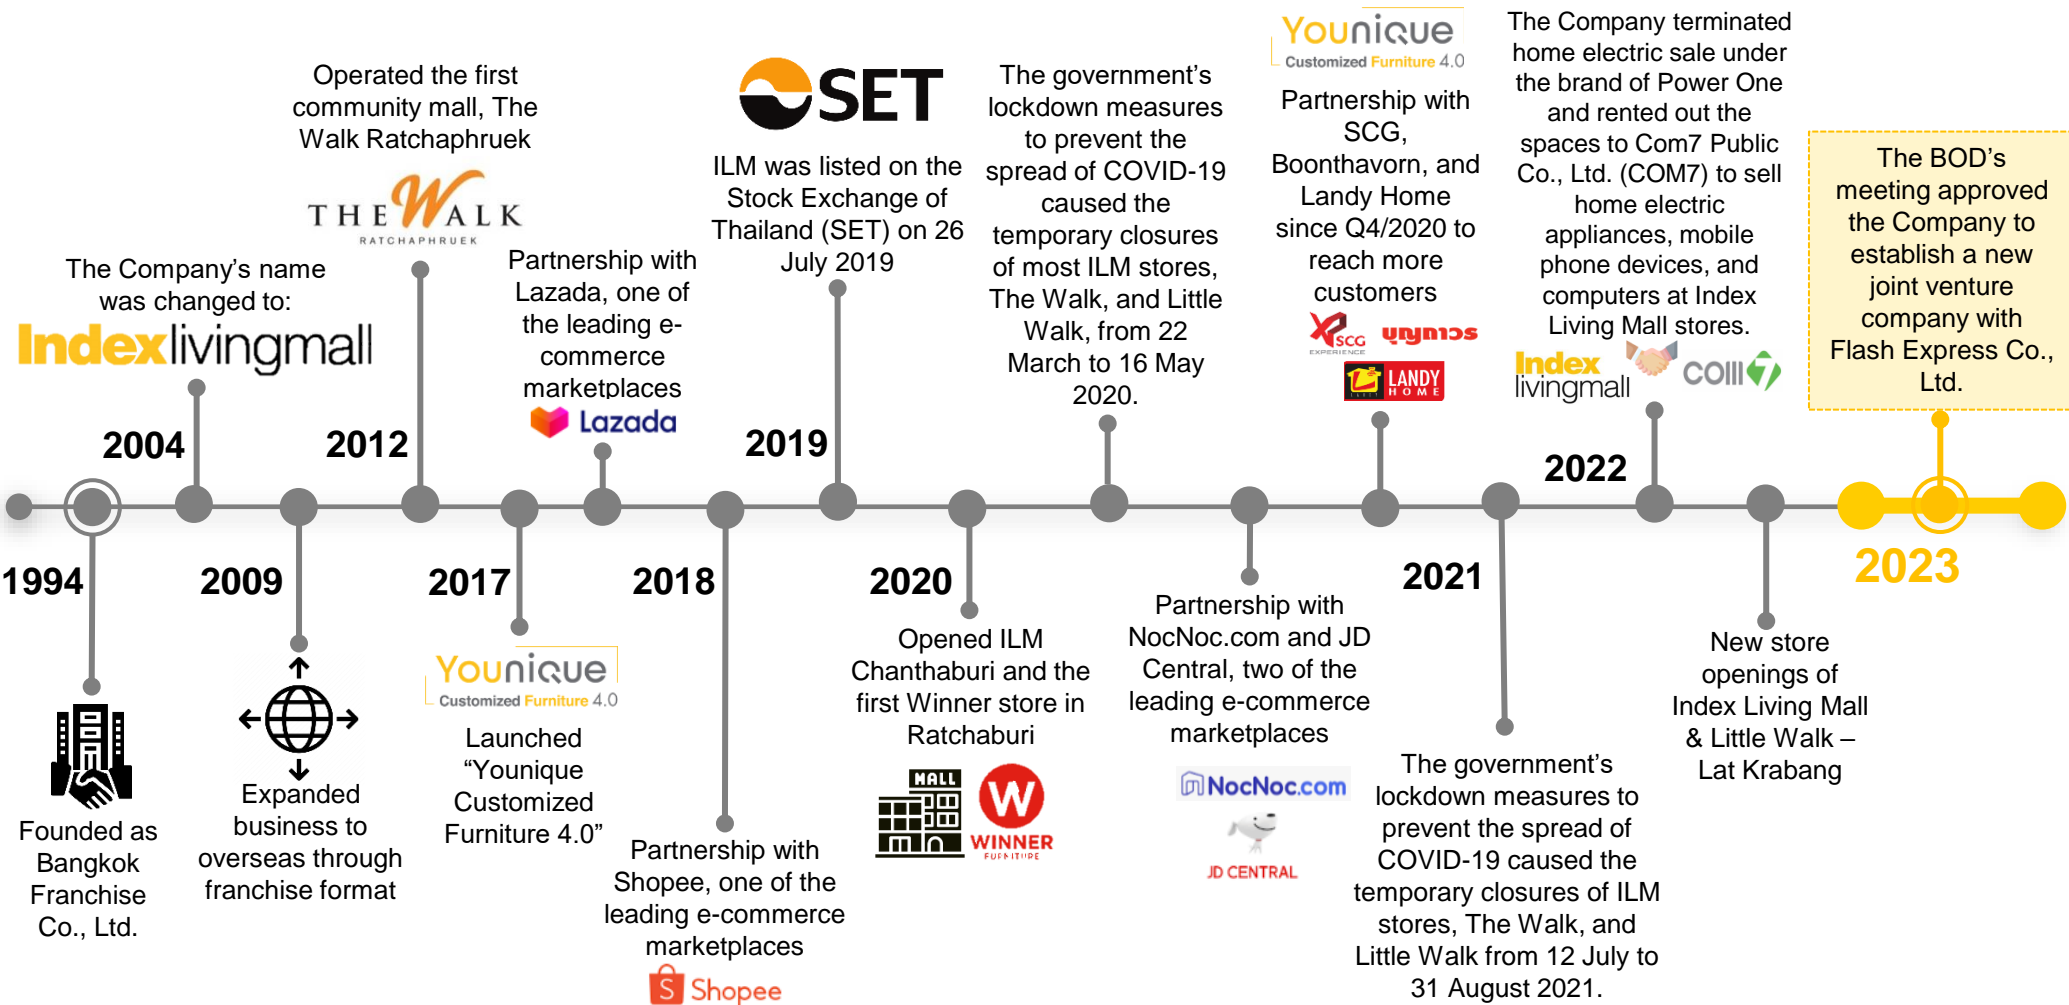 1994
Founded as
Bangkok
Franchise
Co., Ltd.
The Company's name
was changed to:
Indexlivingmall
2004
2009
Expanded
business to
overseas through
franchise format
Operated the first
community mall, The
Walk Ratchaphruek
THE WALK
RATCHAPHRUEK
2012
2017
Younique
Customized Furniture 4.0
Launched
“Younique
Customized
Furniture 4.0”
Partnership with
Lazada, one of
the leading e-
commerce
marketplaces
Lazada
2018
Partnership with
Shopee, one of the
leading e-commerce
marketplaces
S Shopee
SET
ILM was listed on the
Stock Exchange of
Thailand (SET) on 26
July 2019
2019
2020
Opened ILM
Chanthaburi and the
first Winner store in
Ratchaburi
MALL
W
WINNER
FURNITURE
The government's
lockdown measures
to prevent the
spread of COVID-19
caused the
temporary closures
of most ILM stores,
The Walk, and Little
Walk, from 22
March to 16 May
2020.
Partnership with
NocNoc.com and JD
Central, two of the
leading e-commerce
marketplaces
NocNoc.com
JD CENTRAL
Younique
Customized Furniture 4.0
Partnership with
SCG,
Boonthavorn, and
Landy Home
since Q4/2020 to
reach more
customers
SCG
EXPERIENCE
บุญถาวร
LANDY
HOME
2021
The government's
lockdown measures to
prevent the spread of
COVID-19 caused the
temporary closures of ILM
stores, The Walk, and
Little Walk from 12 July to
31 August 2021.
The Company terminated
home electric sale under
the brand of Power One
and rented out the
spaces to Com7 Public
Co., Ltd. (COM7) to sell
home electric
appliances, mobile
phone devices, and
computers at Index
Living Mall stores.
Index
livingmall
COM7
2022
New store
openings of
Index Living Mall
& Little Walk –
Lat Krabang
The BOD's
meeting approved
the Company to
establish a new
joint venture
company with
Flash Express Co.,
Ltd.
2023